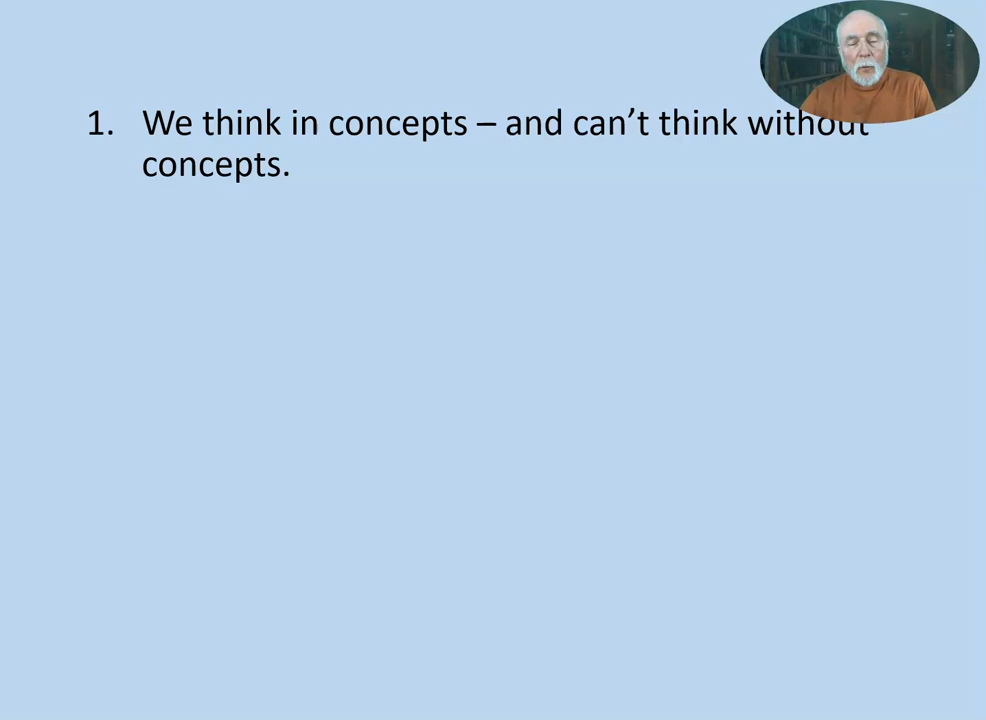 1. We think in concepts – and can’t think without
concepts.